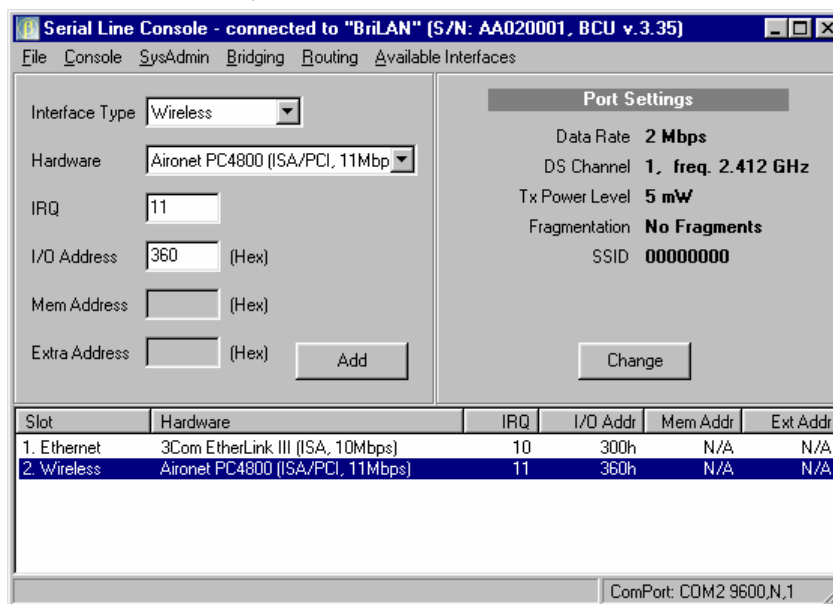 Serial Line Console - connected to "BriLAN" (S/N: AA020001, BCU v.3.35)
File Console SysAdmin Bridging Routing Available Interfaces
Interface Type Wireless
Hardware Aironet PC4800 (ISA/PCI, 11Mbp
IRQ 11
I/O Address 360 (Hex)
Mem Address (Hex)
Extra Address (Hex) Add
Port Settings
Data Rate 2 Mbps
DS Channel 1, freq. 2.412 GHz
Tx Power Level 5 mW
Fragmentation No Fragments
SSID 00000000
Change
Slot Hardware IRQ I/O Addr Mem Addr Ext Addr
1. Ethernet 3Com EtherLink III (ISA, 10Mbps) 10 300h N/A N/A
2. Wireless Aironet PC4800 (ISA/PCI, 11Mbps) 11 360h N/A N/A
ComPort: COM2 9600,N,1